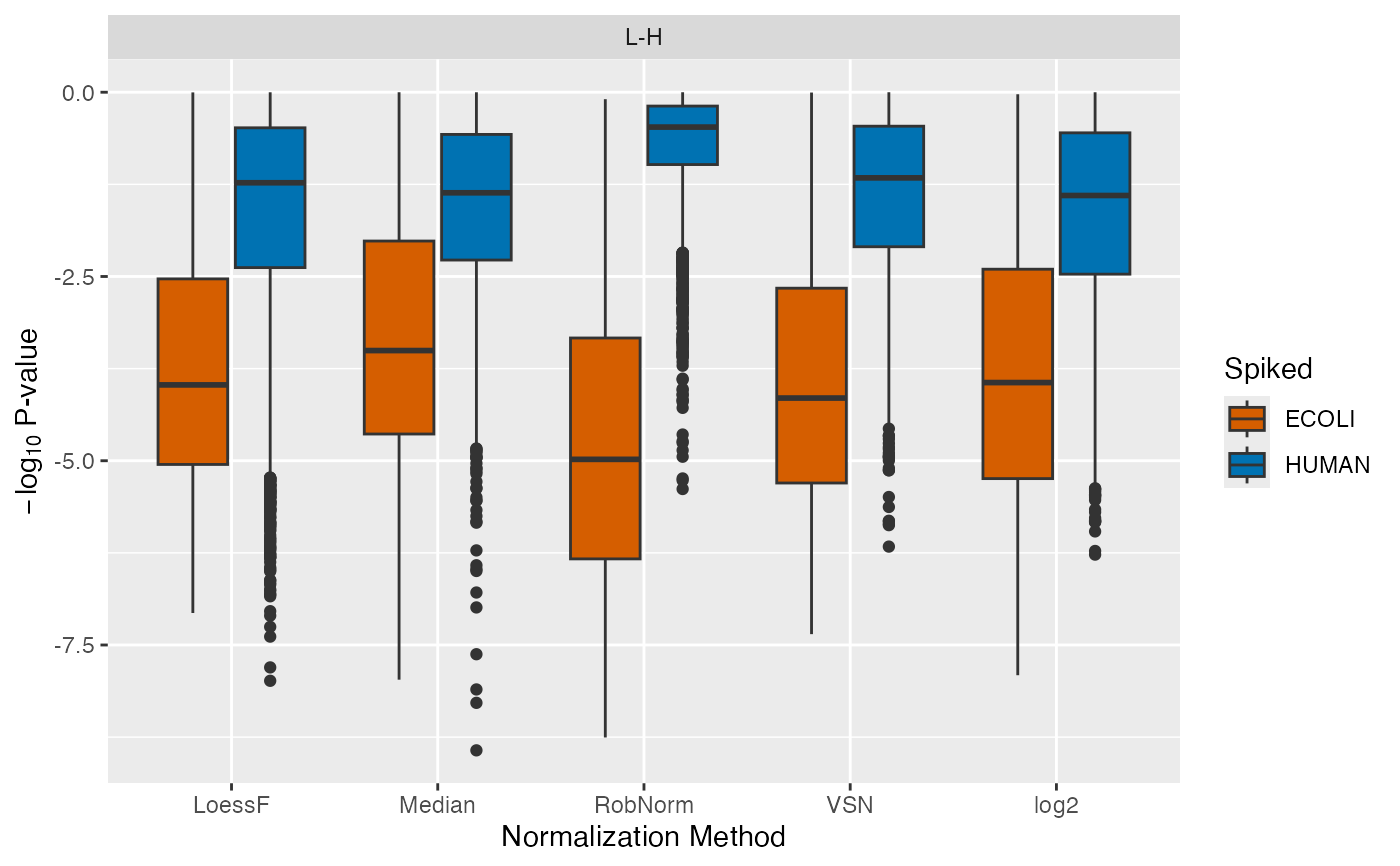 L-H
0.0
-2.5
-5.0
-7.5
−log₁₀ P-value
LoessF Median RobNorm VSN log2
Normalization Method
Spiked
ECOLI
HUMAN